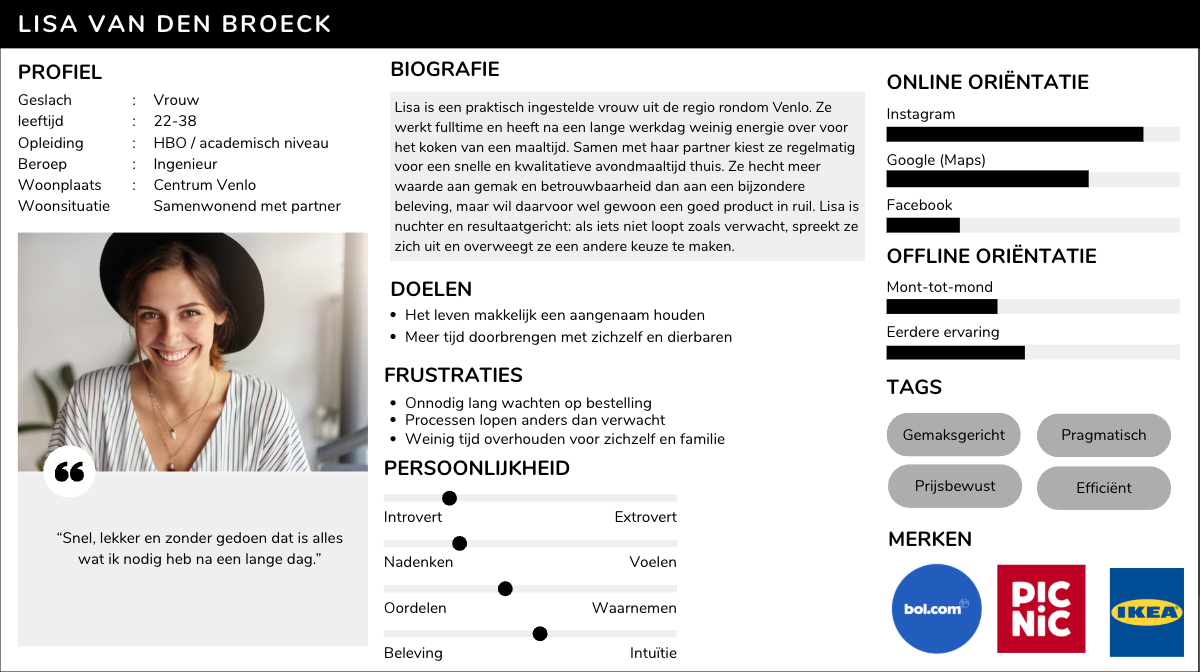 LISA VAN DEN BROECK
PROFIEL
Geslach : Vrouw
leeftijd : 22-38
Opleiding : HBO / academisch niveau
Beroep : Ingenieur
Woonplaats : Centrum Venlo
Woonsituatie Samenwonend met partner
“Snel, lekker en zonder gedoen dat is alles
wat ik nodig heb na een lange dag.”
BIOGRAFIE
Lisa is een praktisch ingestelde vrouw uit de regio rondom Venlo. Ze
werkt fulltime en heeft na een lange werkdag weinig energie over voor
het koken van een maaltijd. Samen met haar partner kiest ze regelmatig
voor een snelle en kwalitatieve avondmaaltijd thuis. Ze hecht meer
waarde aan gemak en betrouwbaarheid dan aan een bijzondere
beleving, maar wil daarvoor wel gewoon een goed product in ruil. Lisa is
nuchter en resultaatgericht: als iets niet loopt zoals verwacht, spreekt ze
zich uit en overweegt ze een andere keuze te maken.
DOELEN
• Het leven makkelijk een aangenaam houden
• Meer tijd doorbrengen met zichzelf en dierbaren
FRUSTRATIES
• Onnodig lang wachten op bestelling
• Processen lopen anders dan verwacht
• Weinig tijd overhouden voor zichzelf en familie
PERSOONLIJKHEID
Introvert Extrovert
Nadenken Voelen
Oordelen Waarnemen
Beleving Intuïtie
ONLINE ORIËNTATIE
Instagram
Google (Maps)
Facebook
OFFLINE ORIËNTATIE
Mont-tot-mond
Eerdere ervaring
TAGS
Gemaksgericht Pragmatisch
Prijsbewust Efficiënt
MERKEN
bol.com
PIC
NIC
IKEA